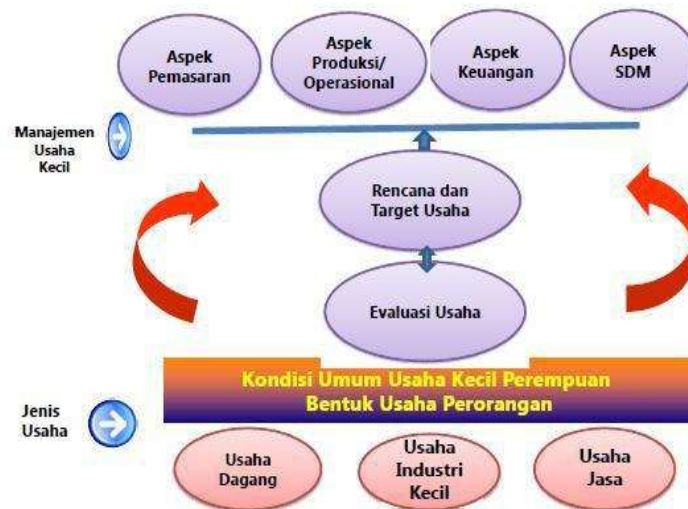 Aspek
Pemasaran
Aspek
Produksi/
Operasional
Aspek
Keuangan
Aspek
SDM
Manajemen
Usaha
Kecil
Rencana dan
Target Usaha
Evaluasi Usaha
Kondisi Umum Usaha Kecil Perempuan
Bentuk Usaha Perorangan
Jenis
Usaha
Usaha
Dagang
Usaha
Industri
Kecil
Usaha
Jasa